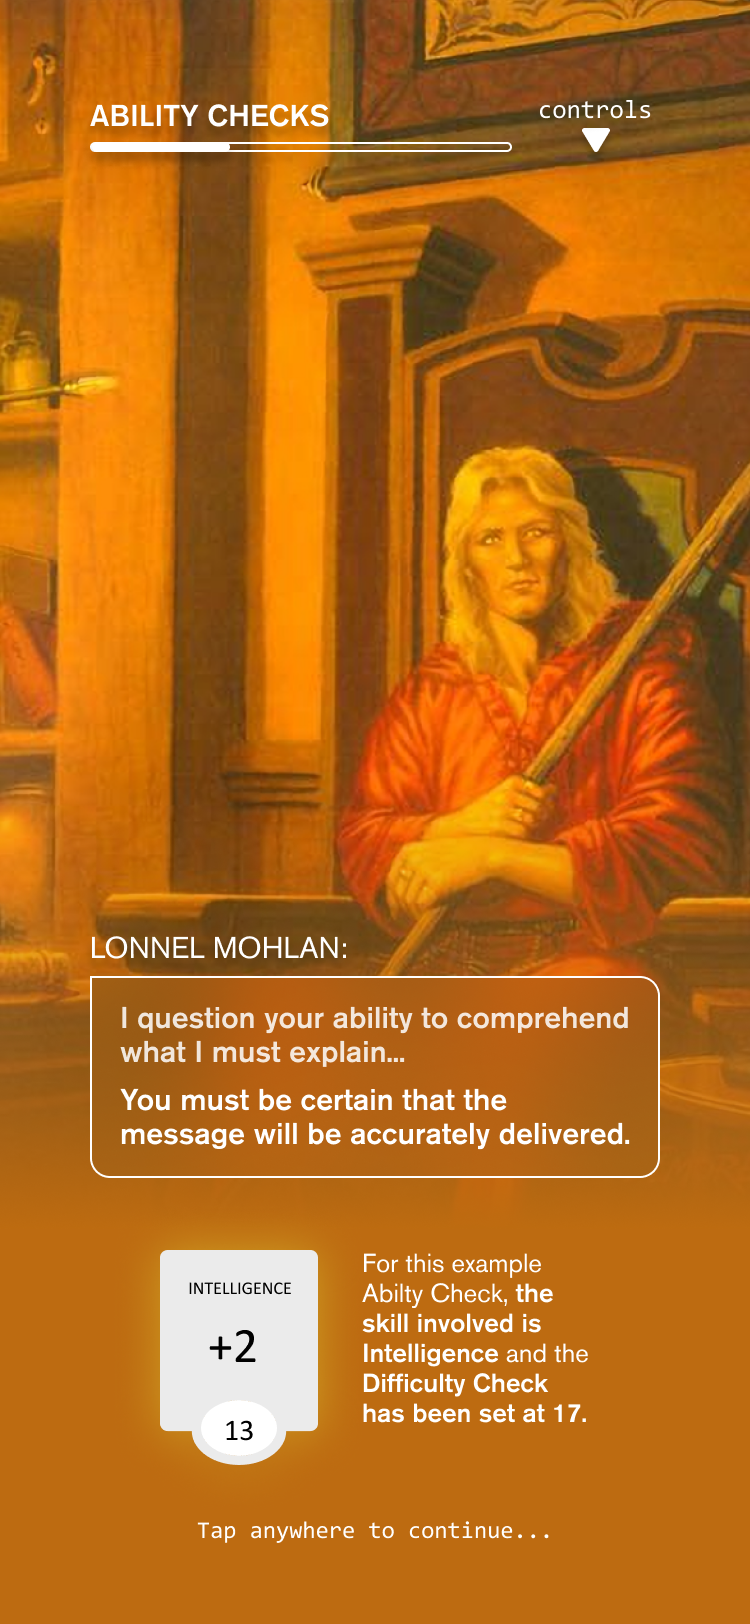 ABILITY CHECKS
controls
LONNEL MOHLAN:
I question your ability to comprehend
what I must explain...
You must be certain that the
message will be accurately delivered.
INTELLIGENCE
+2
13
For this example
Abilty Check, the
skill involved is
Intelligence and the
Difficulty Check
has been set at 17.
Tap anywhere to continue...